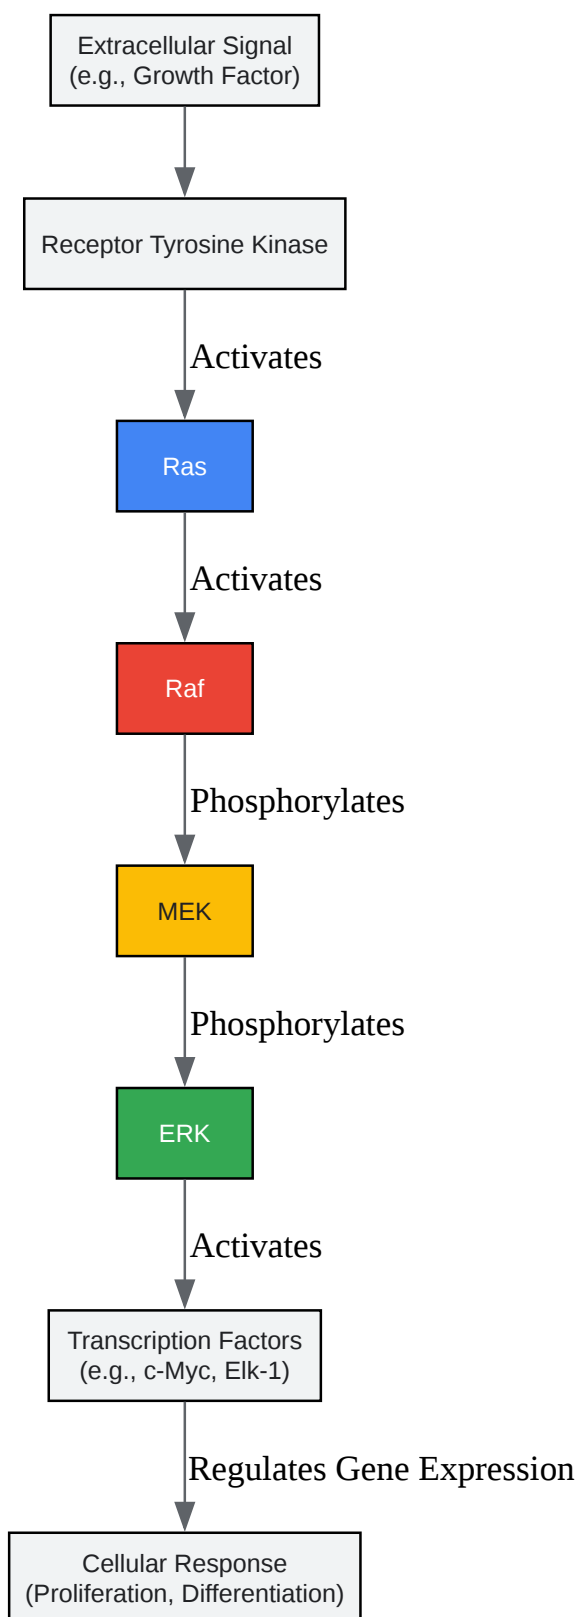 Extracellular Signal
(e.g., Growth Factor)
Receptor Tyrosine Kinase
Activates
Ras
Activates
Raf
Phosphorylates
MEK
Phosphorylates
ERK
Activates
Transcription Factors
(e.g., c-Myc, Elk-1)
Regulates Gene Expression
Cellular Response
(Proliferation, Differentiation)